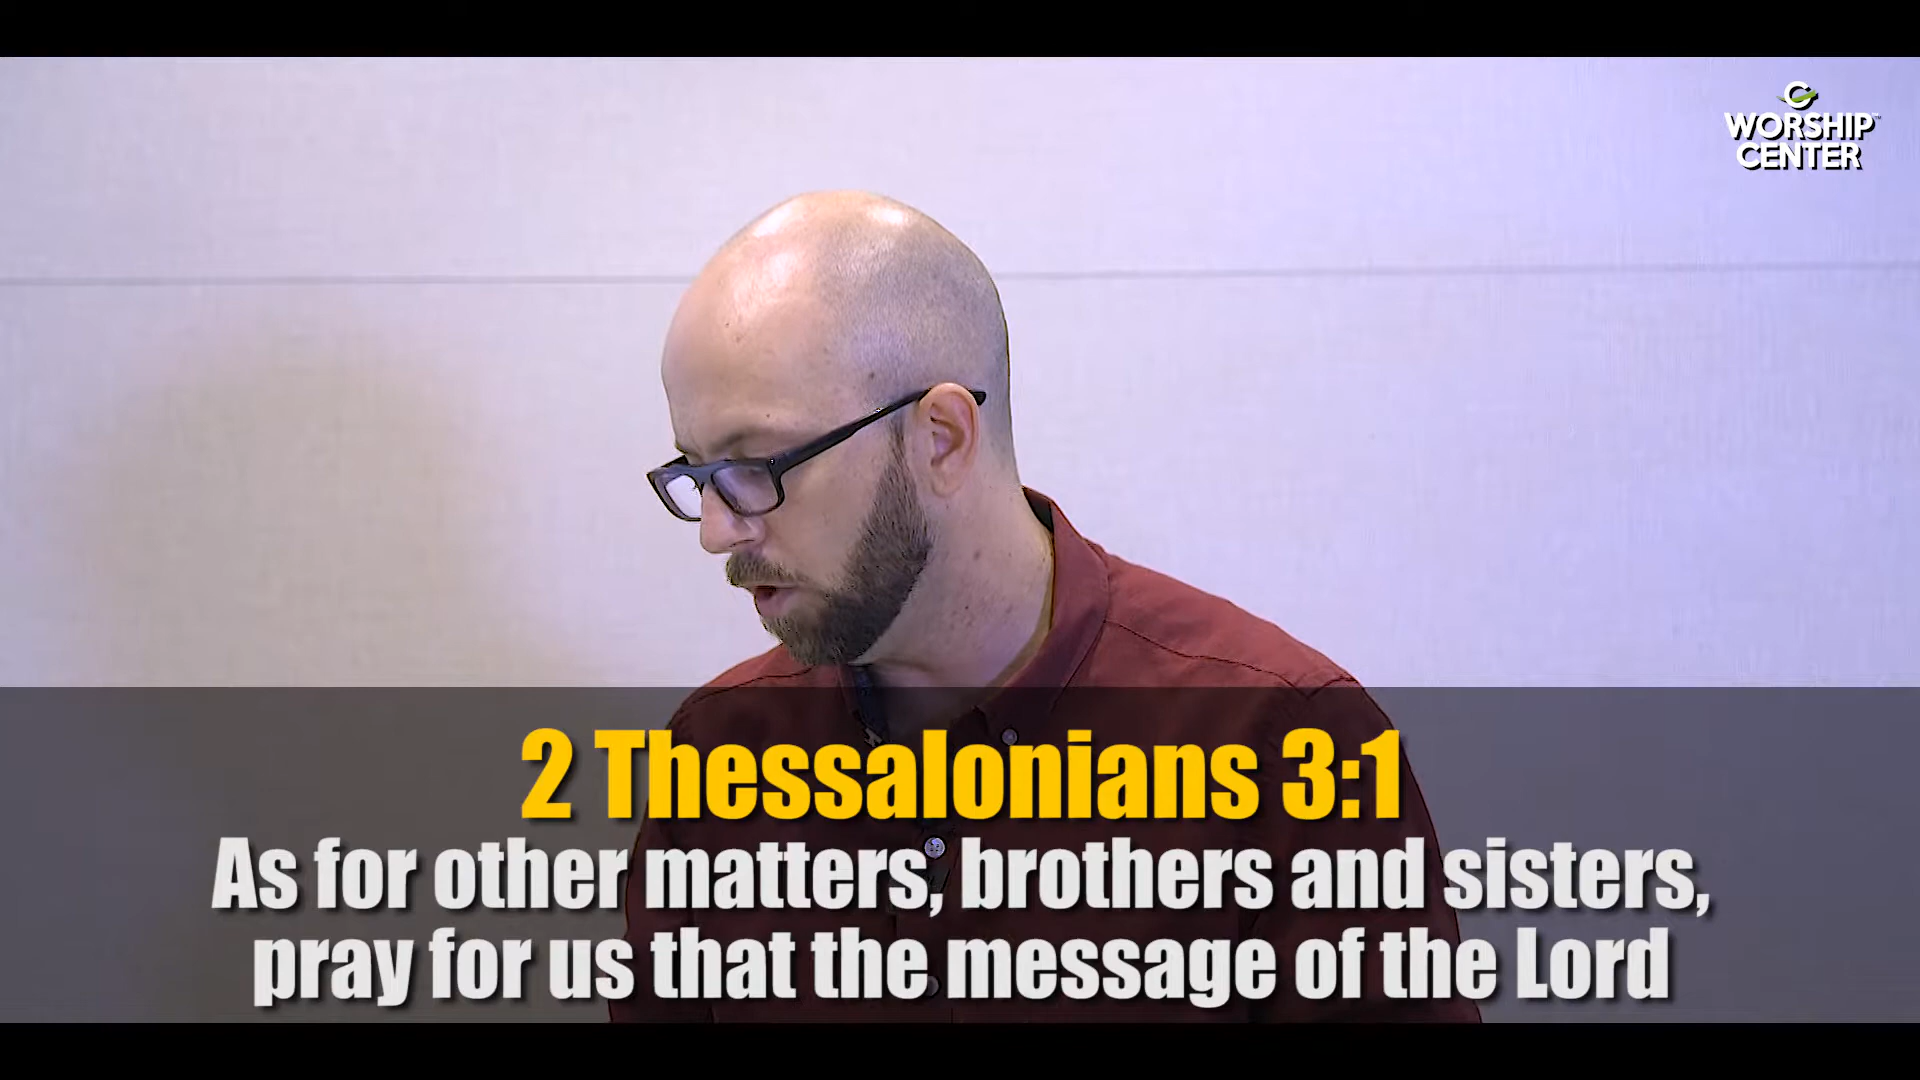 WORSHIP™
CENTER
2 Thessalonians 3:1
As for other matters, brothers and sisters,
pray for us that the message of the Lord